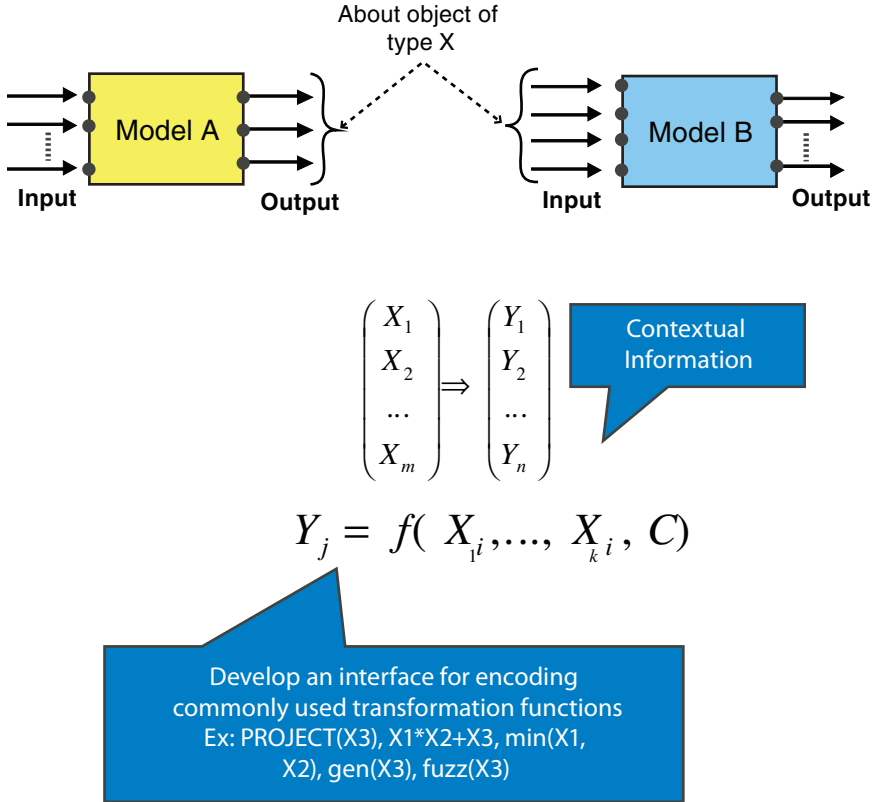 About object of
type X
Model A
Model B
Input
Output
Input
Output
X1
X2
...
Xm
⇒
Y1
Y2
...
Yn
Contextual
Information
Yj = f( X1i,..., Xki, C)
Develop an interface for encoding
commonly used transformation functions
Ex: PROJECT(X3), X1*X2+X3, min(X1,
X2), gen(X3), fuzz(X3)